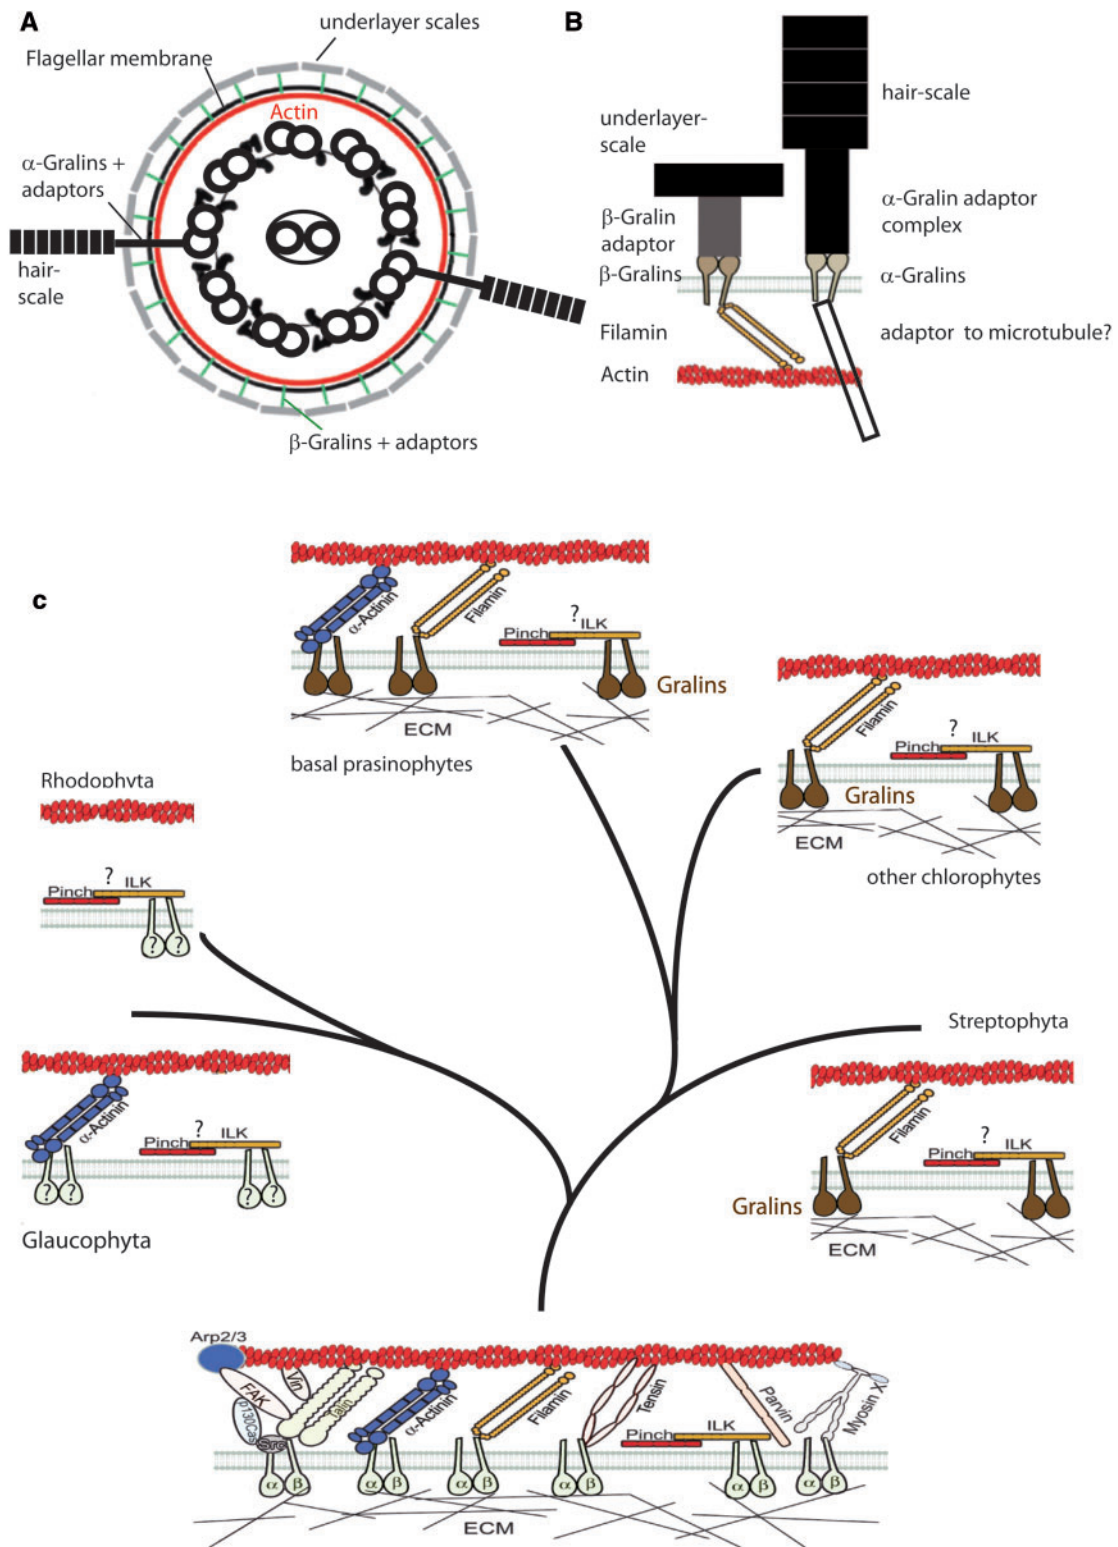 A
underlayer scales
Flagellar membrane
Actin
α-Gralins +
adaptors
hair-
scale
β-Gralins + adaptors
B
hair-scale
underlayer-
scale
β-Gralin
adaptor
α-Gralin adaptor
complex
β-Gralins
α-Gralins
Filamin
adaptor to microtubule?
Actin
c
α-Actinin
Filamin
?
Pinch ILK
Gralins
ECM
basal prasinophytes
Filamin
?
Pinch ILK
Gralins
ECM
other chlorophytes
Rhodophyta
?
Pinch ILK
? ?
Streptophyta
Filamin
?
Pinch ILK
Gralins
ECM
α-Actinin
?
Pinch ILK
? ?
? ?
Glaucophyta
Arp2/3
FAK
Vin
Talin
p130Cas
Src
α-Actinin
Filamin
Tensin
Pinch ILK
Parvin
Myosin X
α β
α β
α β
α β
α β
α β
ECM